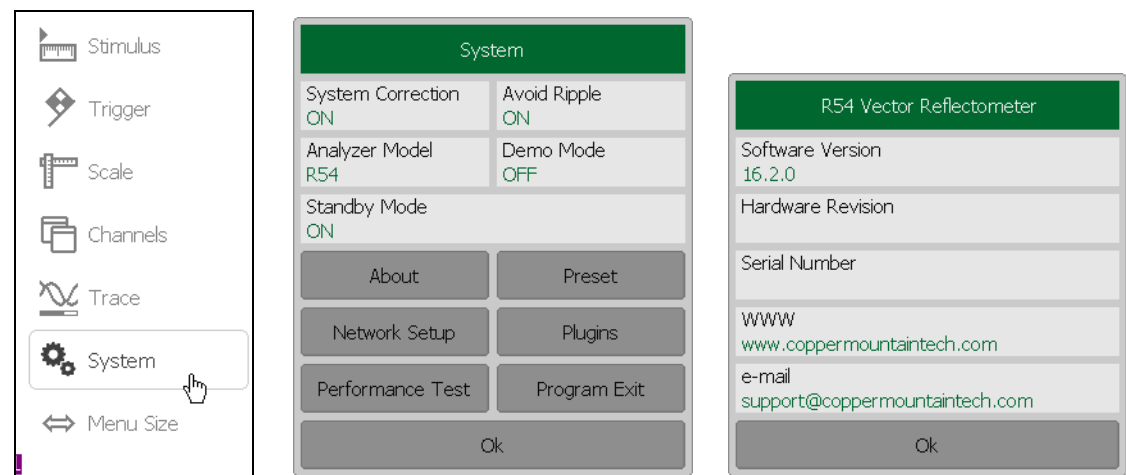 Stimulus
Trigger
Scale
Channels
Trace
System
Menu Size
System
System Correction
ON
Avoid Ripple
ON
Analyzer Model
R54
Demo Mode
OFF
Standby Mode
ON
About
Preset
Network Setup
Plugins
Performance Test
Program Exit
Ok
R54 Vector Reflectometer
Software Version
16.2.0
Hardware Revision
Serial Number
WWW
www.coppermountaintech.com
e-mail
support@coppermountaintech.com
Ok